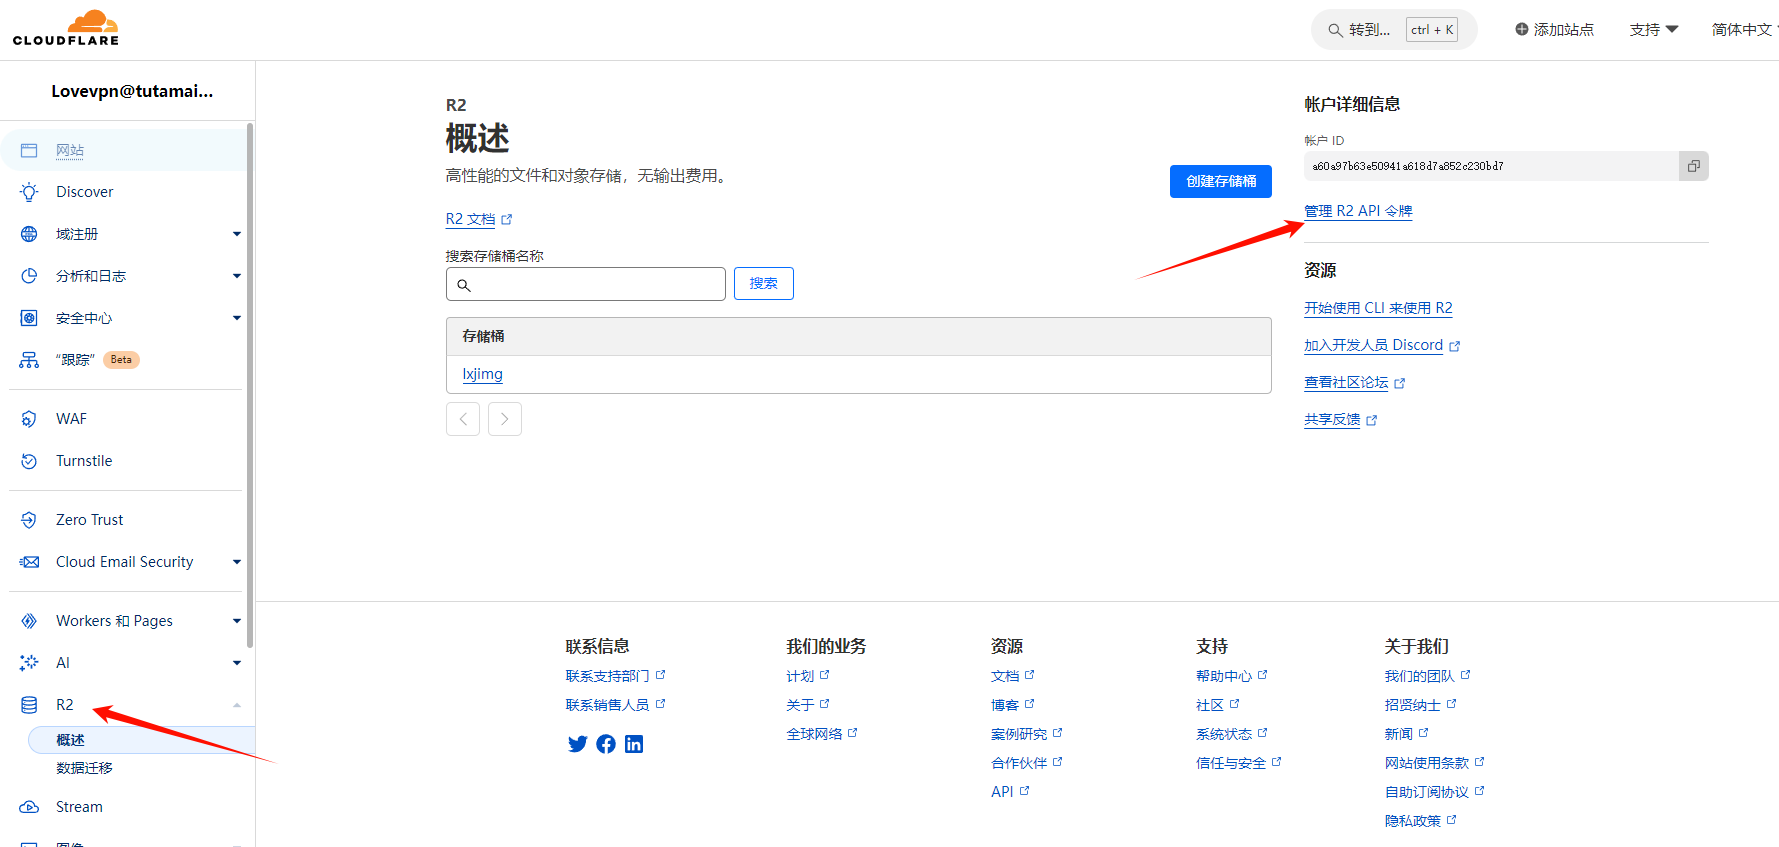 CLOUDFLARE
转到...
ctrl + K
添加站点
支持
简体中文
Lovevpn@tutamai...
网站
Discover
域注册
分析和日志
安全中心
“跟踪”
Beta
WAF
Turnstile
Zero Trust
Cloud Email Security
Workers 和 Pages
AI
R2
概述
数据迁移
Stream
图像
R2
概述
高性能的文件和对象存储，无输出费用。
创建存储桶
R2 文档
搜索存储桶名称
搜索
存储桶
lxjimg
帐户详细信息
帐户 ID
a60a97b63e50941a618d7a852c230bd7
管理 R2 API 令牌
资源
开始使用 CLI 来使用 R2
加入开发人员 Discord
查看社区论坛
共享反馈
联系信息
联系支持部门
联系销售人员
我们的业务
计划
关于
全球网络
资源
文档
博客
案例研究
合作伙伴
API
支持
帮助中心
社区
系统状态
信任与安全
关于我们
我们的团队
招贤纳士
新闻
网站使用条款
自助订阅协议
隐私政策